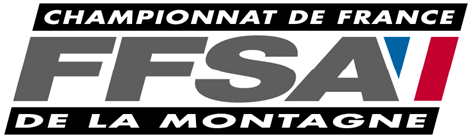 CHAMPIONNAT DE FRANCE
FFSA
DE LA MONTAGNE